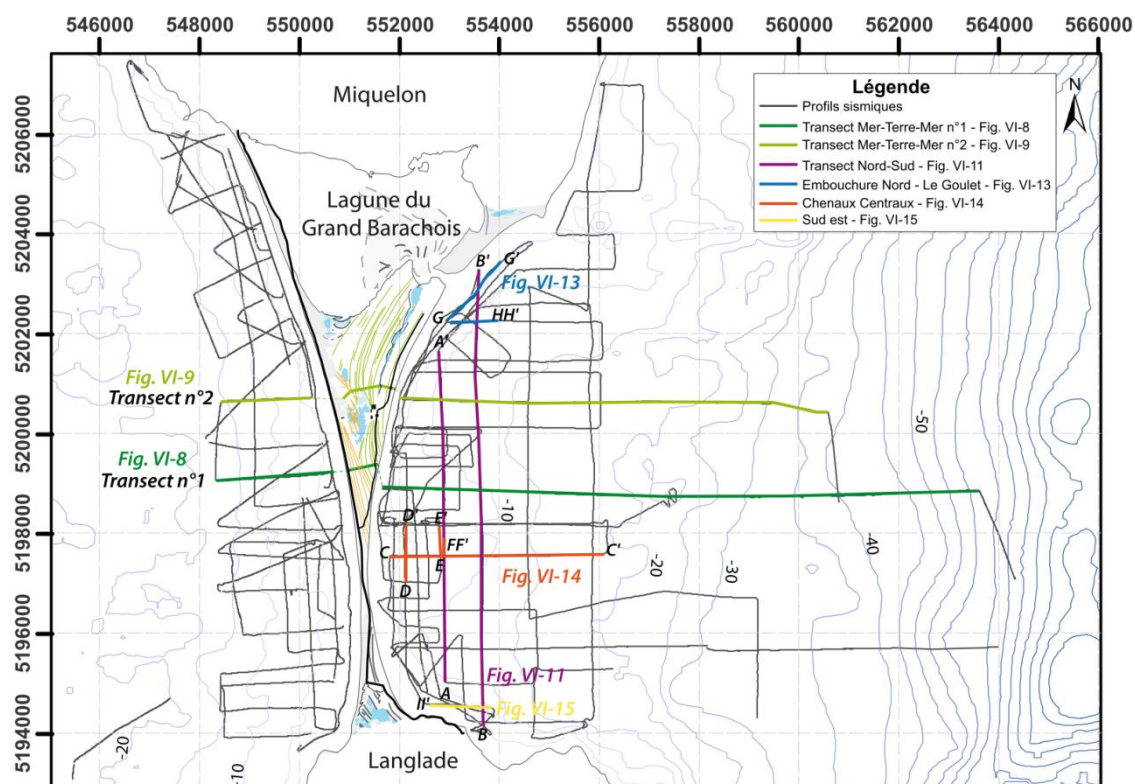 546000 548000 550000 552000 554000 556000 558000 560000 562000 564000 566000
5206000
5204000
5202000
5200000
5198000
5196000
5194000
Miquelon
Lagune du
Grand Barachois
Légende
Profils sismiques
Transect Mer-Terre-Mer n°1 - Fig. VI-8
Transect Mer-Terre-Mer n°2 - Fig. VI-9
Transect Nord-Sud - Fig. VI-11
Embouchure Nord - Le Goulet - Fig. VI-13
Chenaux Centraux - Fig. VI-14
Sud est - Fig. VI-15
N
B'
G'
Fig. VI-13
G
HH'
A'
Fig. VI-9
Transect n°2
-50
Fig. VI-8
Transect n°1
-10
D'
E'
C
FF'
C'
-40
E
-20
-30
Fig. VI-14
D
Fig. VI-11
A
II'
Fig. VI-15
B
-20
-10
Langlade